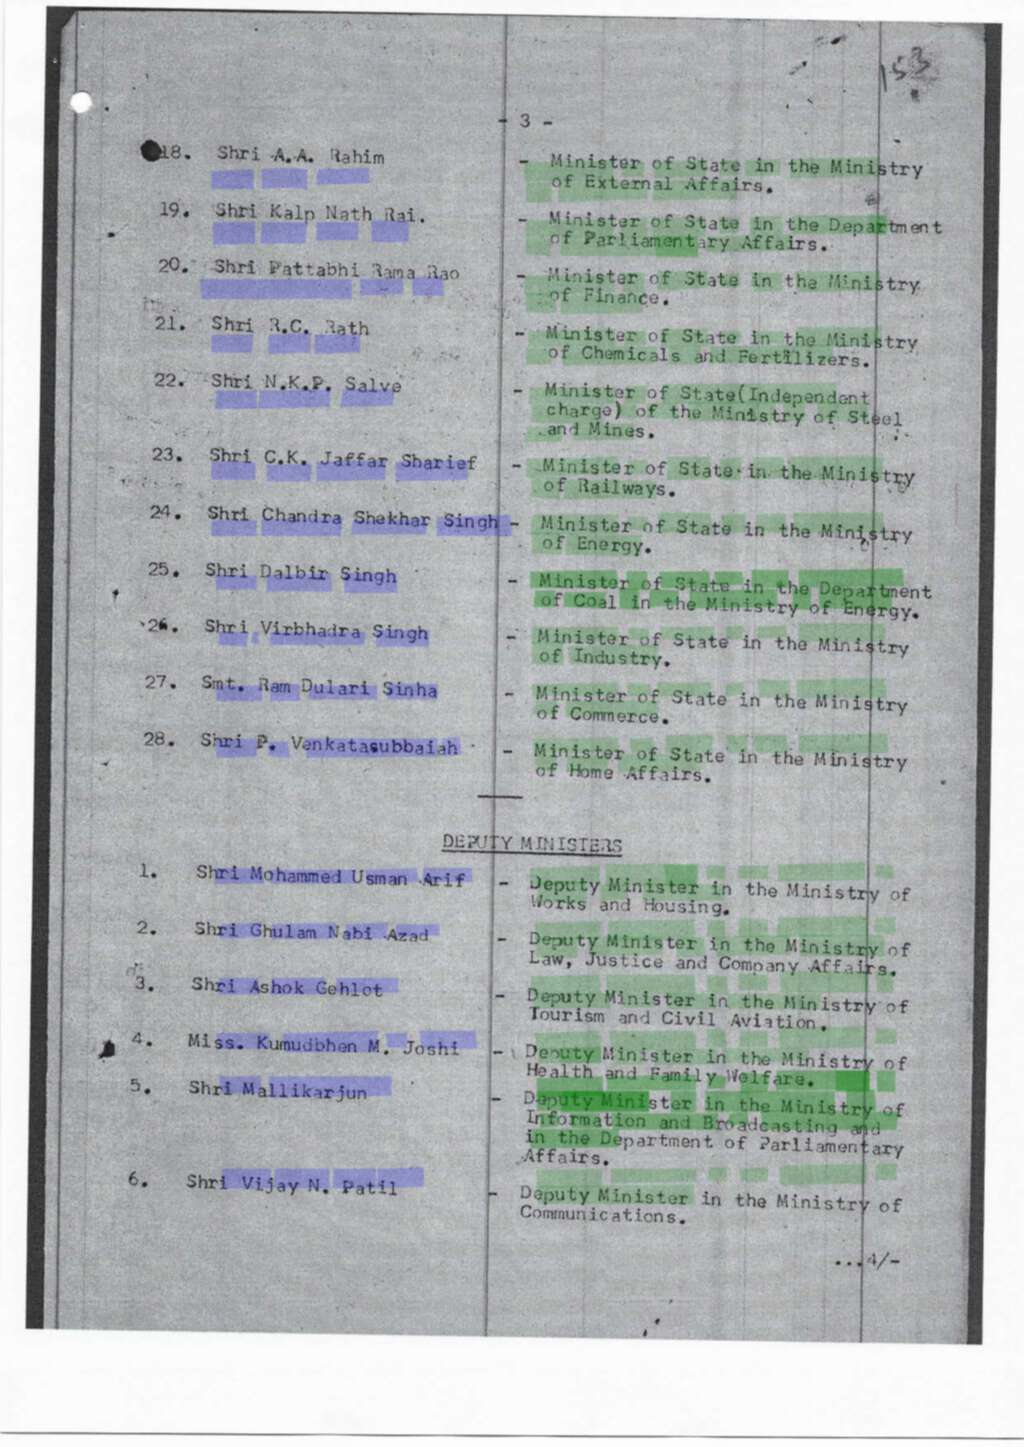 153
- 3 -
18. Shri A.A. Rahim - Minister of State in the Ministry
of External Affairs.
19. Shri Kalp Nath Rai. - Minister of State in the Department
of Parliamentary Affairs.
20. Shri Pattabhi Rama Rao - Minister of State in the Ministry
of Finance.
21. Shri R.C. Rath - Minister of State in the Ministry
of Chemicals and Fertilizers.
22. Shri N.K.P. Salve - Minister of State(Independent
charge) of the Ministry of Steel
and Mines.
23. Shri C.K. Jaffar Sharief - Minister of State in the Ministry
of Railways.
24. Shri Chandra Shekhar Singh - Minister of State in the Ministry
of Energy.
25. Shri Dalbir Singh - Minister of State in the Department
of Coal in the Ministry of Energy.
26. Shri Virbhadra Singh - Minister of State in the Ministry
of Industry.
27. Smt. Ram Dulari Sinha - Minister of State in the Ministry
of Commerce.
28. Shri P. Venkatasubbaiah - Minister of State in the Ministry
of Home Affairs.
DEPUTY MINISTERS
1. Shri Mohammed Usman Arif - Deputy Minister in the Ministry of
Works and Housing.
2. Shri Ghulam Nabi Azad - Deputy Minister in the Ministry of
Law, Justice and Company Affairs.
3. Shri Ashok Gehlot - Deputy Minister in the Ministry of
Tourism and Civil Aviation.
4. Miss. Kumudbhen M. Joshi - Deputy Minister in the Ministry of
Health and Family Welfare.
5. Shri Mallikarjun - Deputy Minister in the Ministry of
Information and Broadcasting and
in the Department of Parliamentary
Affairs.
6. Shri Vijay N. Patil - Deputy Minister in the Ministry of
Communications.
...4/-